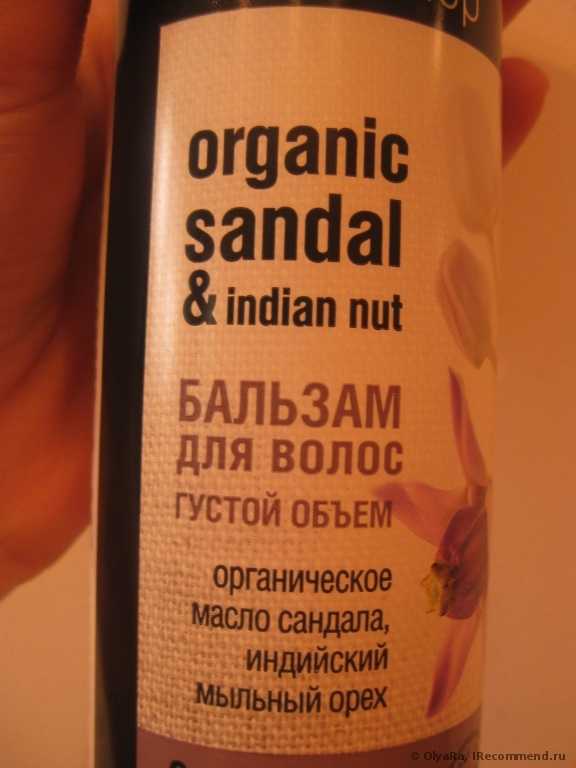 organic
sandal
& indian nut
БАЛЬЗАМ
ДЛЯ ВОЛОС
ГУСТОЙ ОБЪЕМ
органическое
масло сандала,
индийский
мыльный орех
© OlyaRa, IRecommend.ru